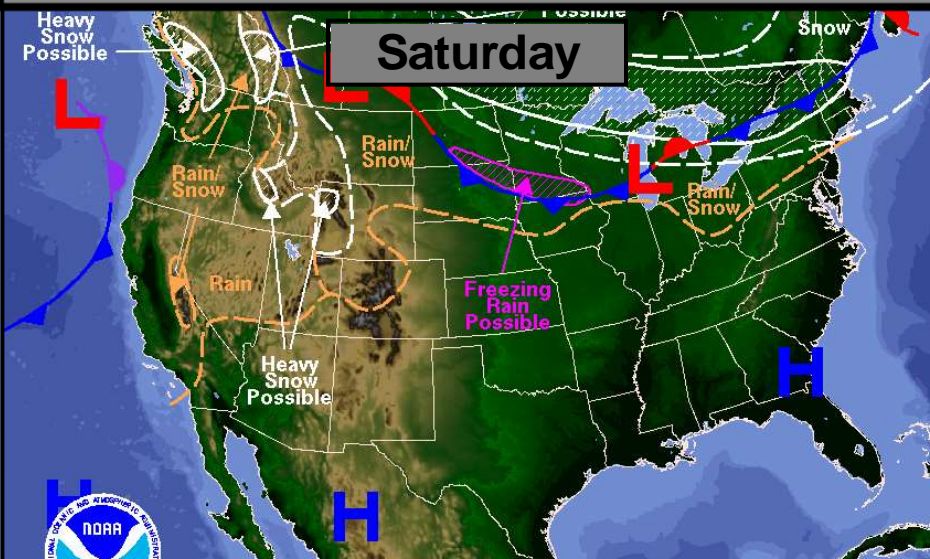 Heavy
Snow
Possible
Possible
Saturday
Snow
L
L
Rain/
Snow
Rain/
Snow
L
Rain/
Snow
Rain
Freezing
Rain
Possible
Heavy
Snow
Possible
H
H
H
NOAA